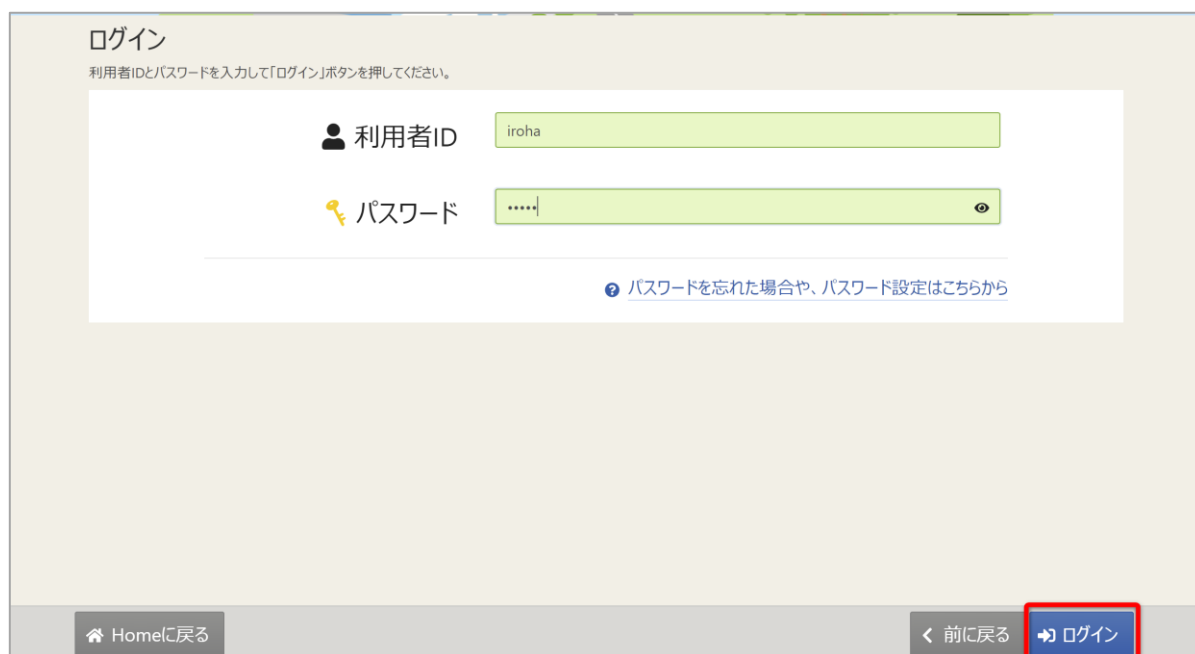 ログイン
利用者IDとパスワードを入力して「ログイン」ボタンを押してください。
利用者ID
iroha
パスワード
•••••
パスワードを忘れた場合や、パスワード設定はこちらから
Homeに戻る
前に戻る
ログイン